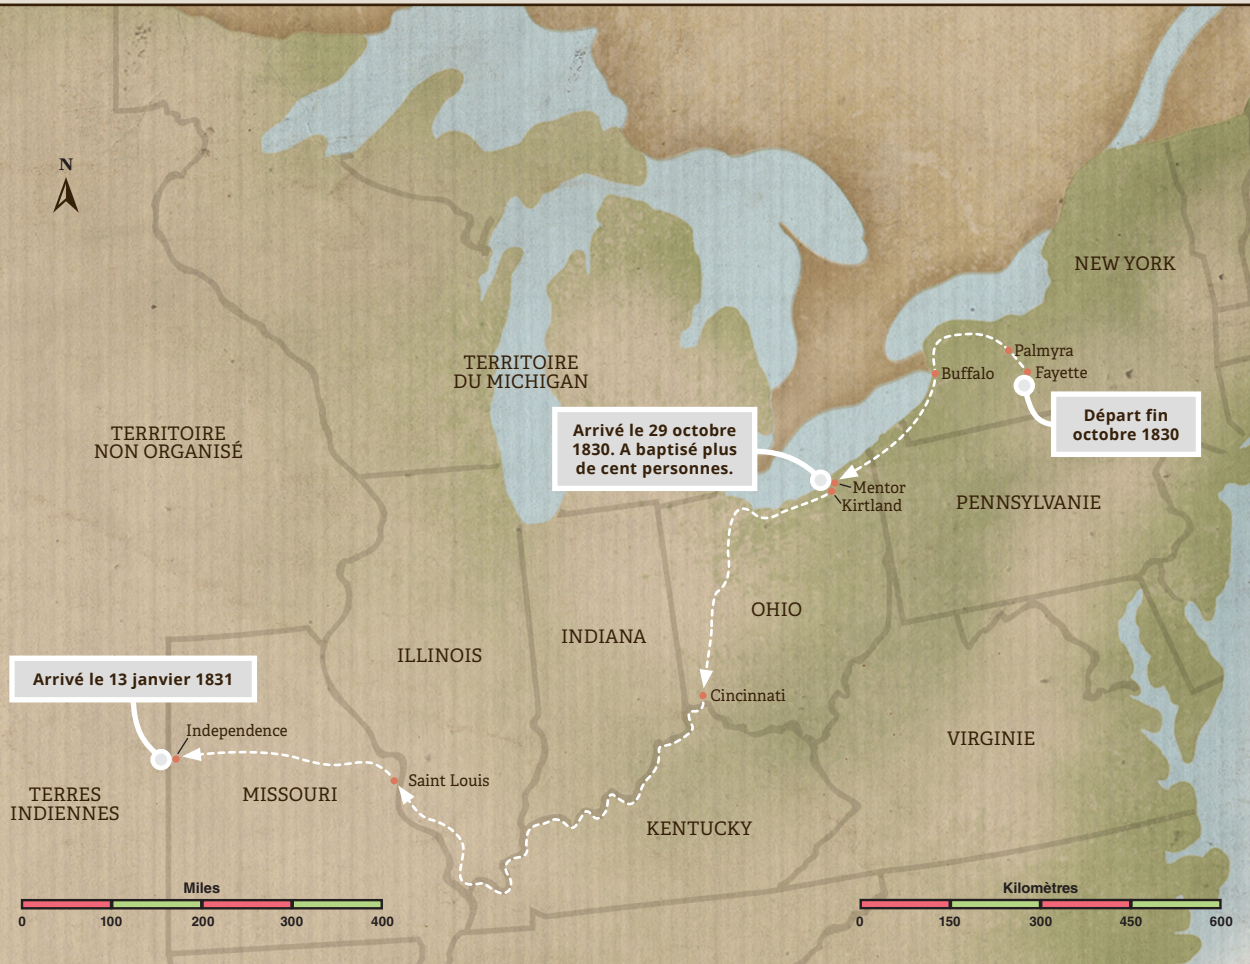 N
NEW YORK
Palmyra
Fayette
Buffalo
Départ fin
octobre 1830
TERRITOIRE
DU MICHIGAN
TERRITOIRE
NON ORGANISÉ
Arrivé le 29 octobre
1830. A baptisé plus
de cent personnes.
Mentor
Kirtland
PENNSYLVANIE
OHIO
INDIANA
ILLINOIS
Arrivé le 13 janvier 1831
Cincinnati
Independence
VIRGINIE
Saint Louis
TERRES
INDIENNES
MISSOURI
KENTUCKY
Miles
0 100 200 300 400
Kilomètres
0 150 300 450 600